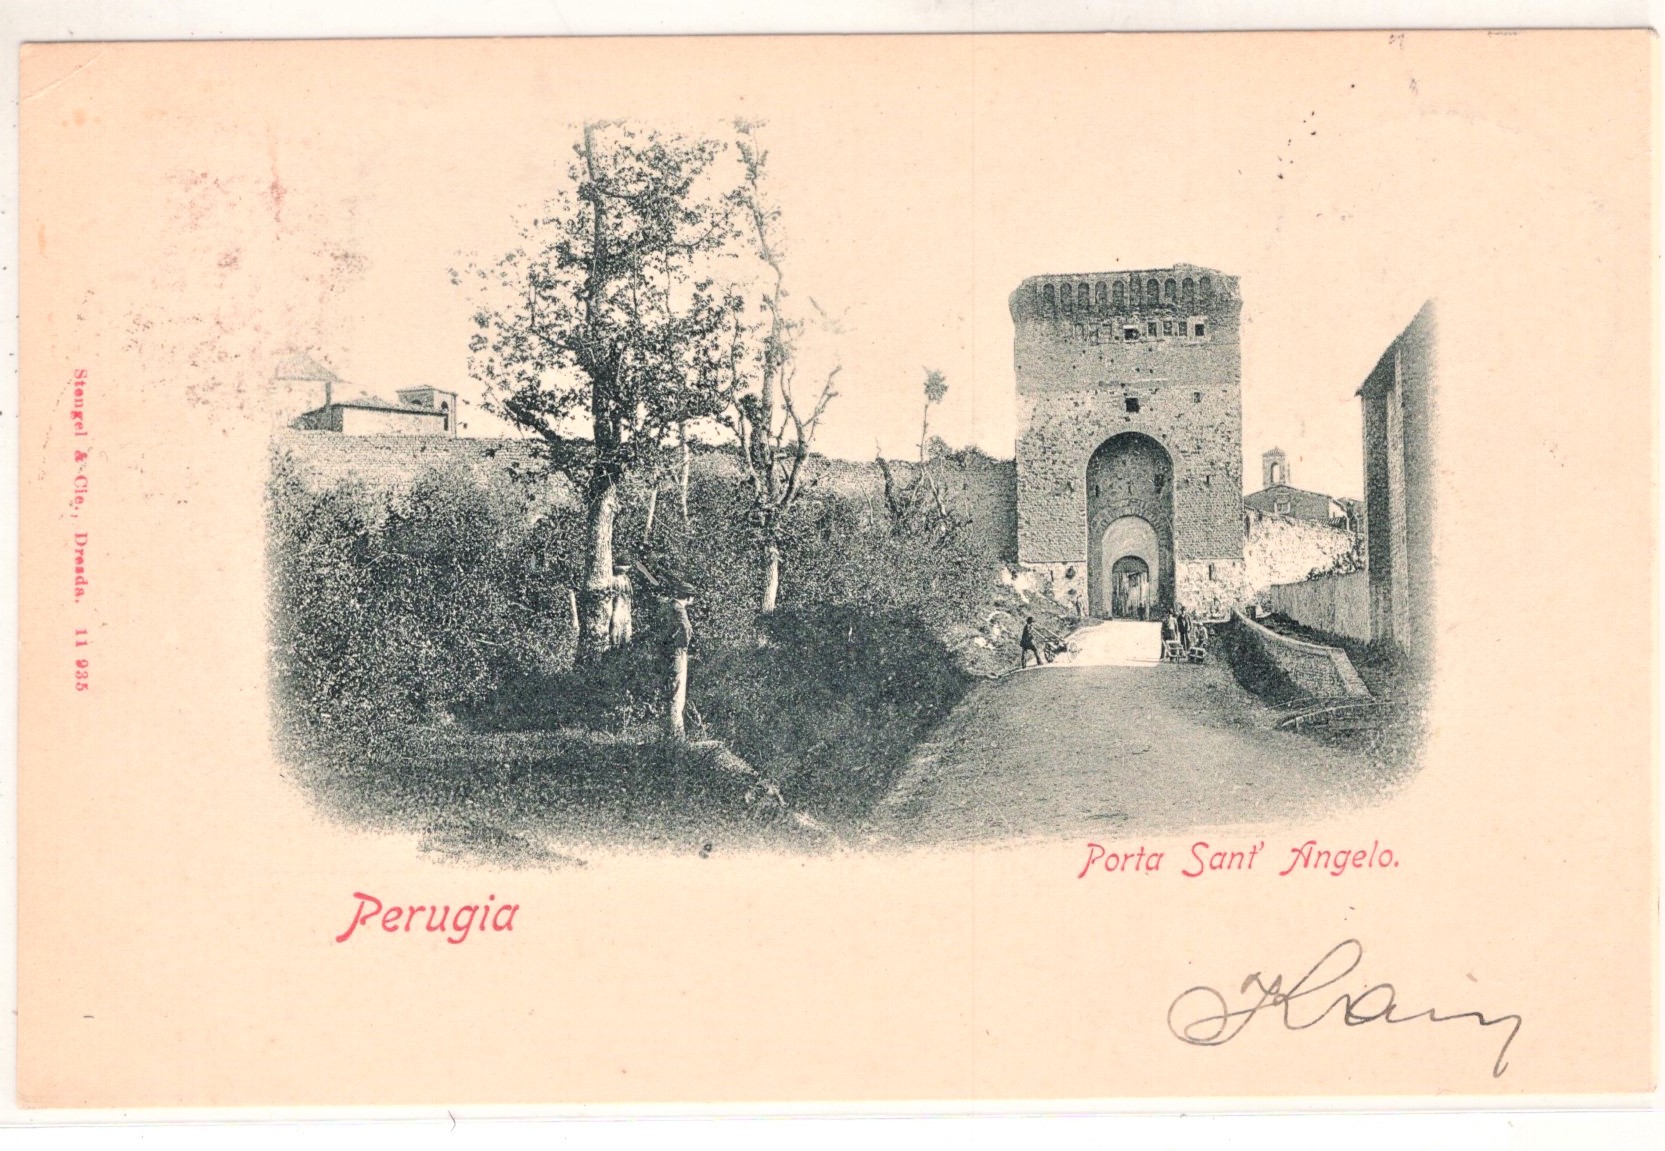 Stengel & Cie., Dresda. 11 935
Porta Sant' Angelo.
Perugia